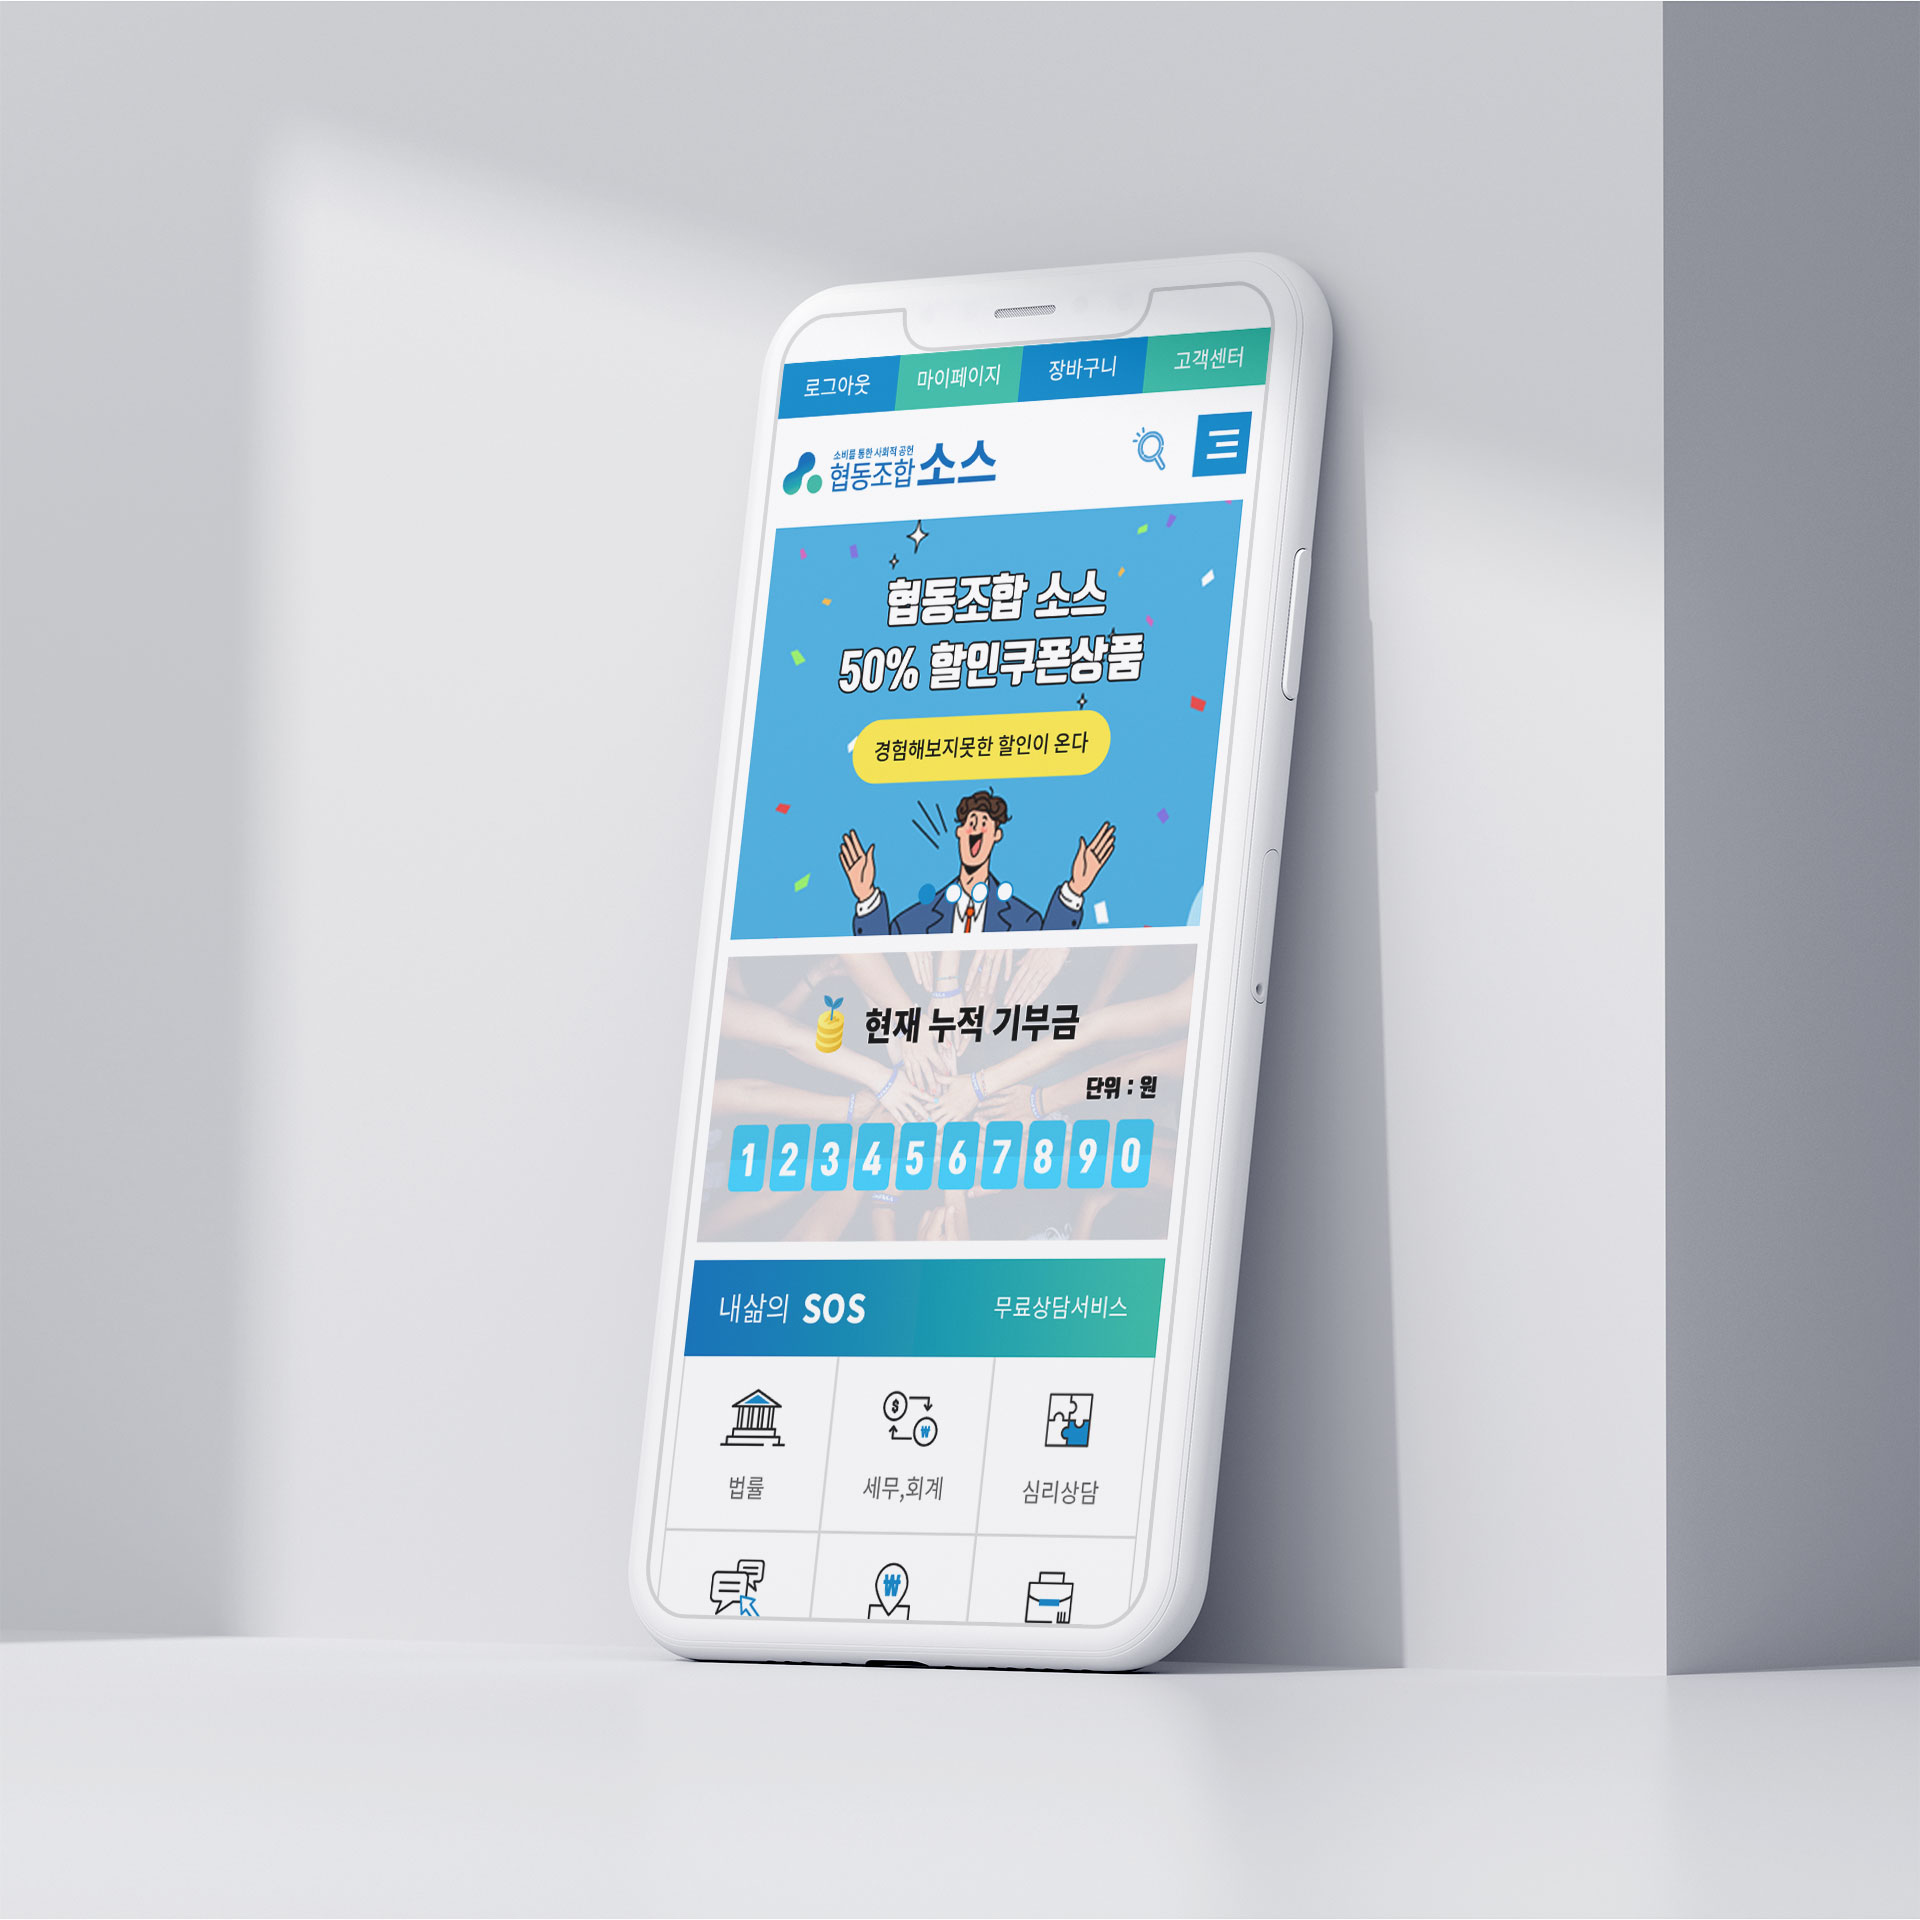 로그아웃 마이페이지 장바구니 고객센터
소비를 통한 사회적 공헌
협동조합 소스
협동조합 소스
50% 할인쿠폰상품
경험해보지못한 할인이 온다
현재 누적 기부금
단위 : 원
1 2 3 4 5 6 7 8 9 0
내삶의 SOS 무료상담서비스
법률 세무,회계 심리상담